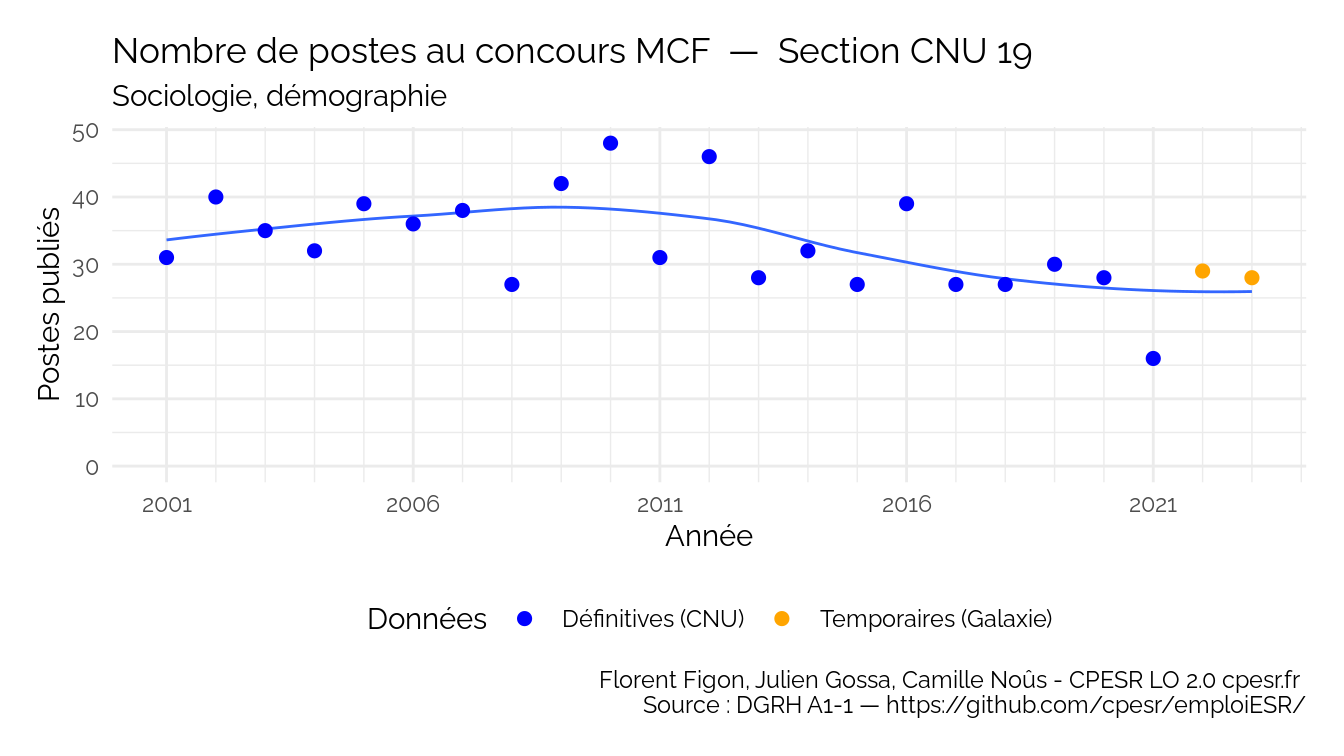 Nombre de postes au concours MCF — Section CNU 19
Sociologie, démographie
Postes publiés
50
40
30
20
10
0
2001 2006 2011 2016 2021
Année
Données Définitives (CNU) Temporaires (Galaxie)
Florent Figon, Julien Gossa, Camille Noûs - CPESR LO 2.0 cpesr.fr
Source : DGRH A1-1 — https://github.com/cpesr/emploiESR/